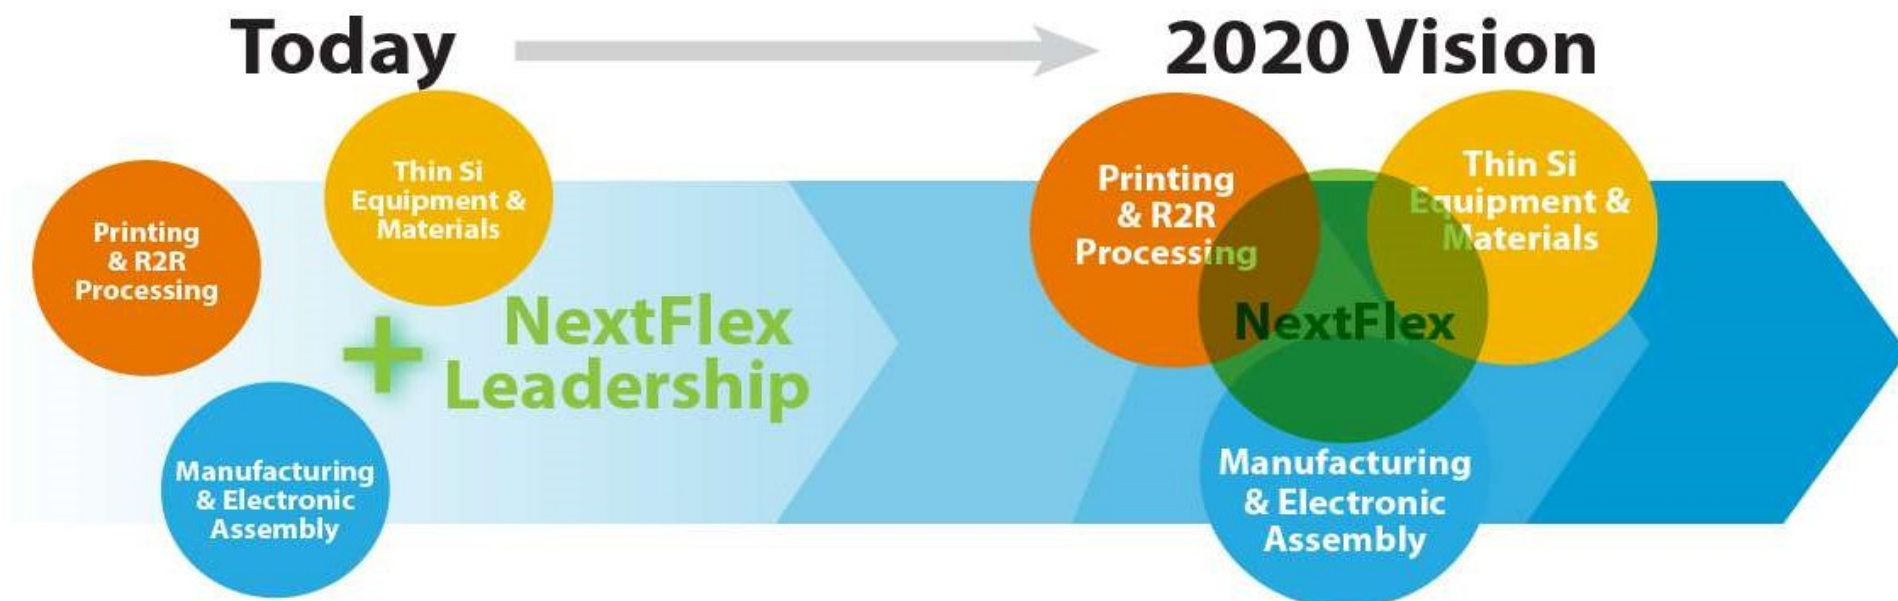 Today
2020 Vision
Thin Si
Equipment &
Materials
Printing
& R2R
Processing
+
NextFlex
Leadership
Manufacturing
& Electronic
Assembly
Printing
& R2R
Processing
Thin Si
Equipment &
Materials
NextFlex
Manufacturing
& Electronic
Assembly